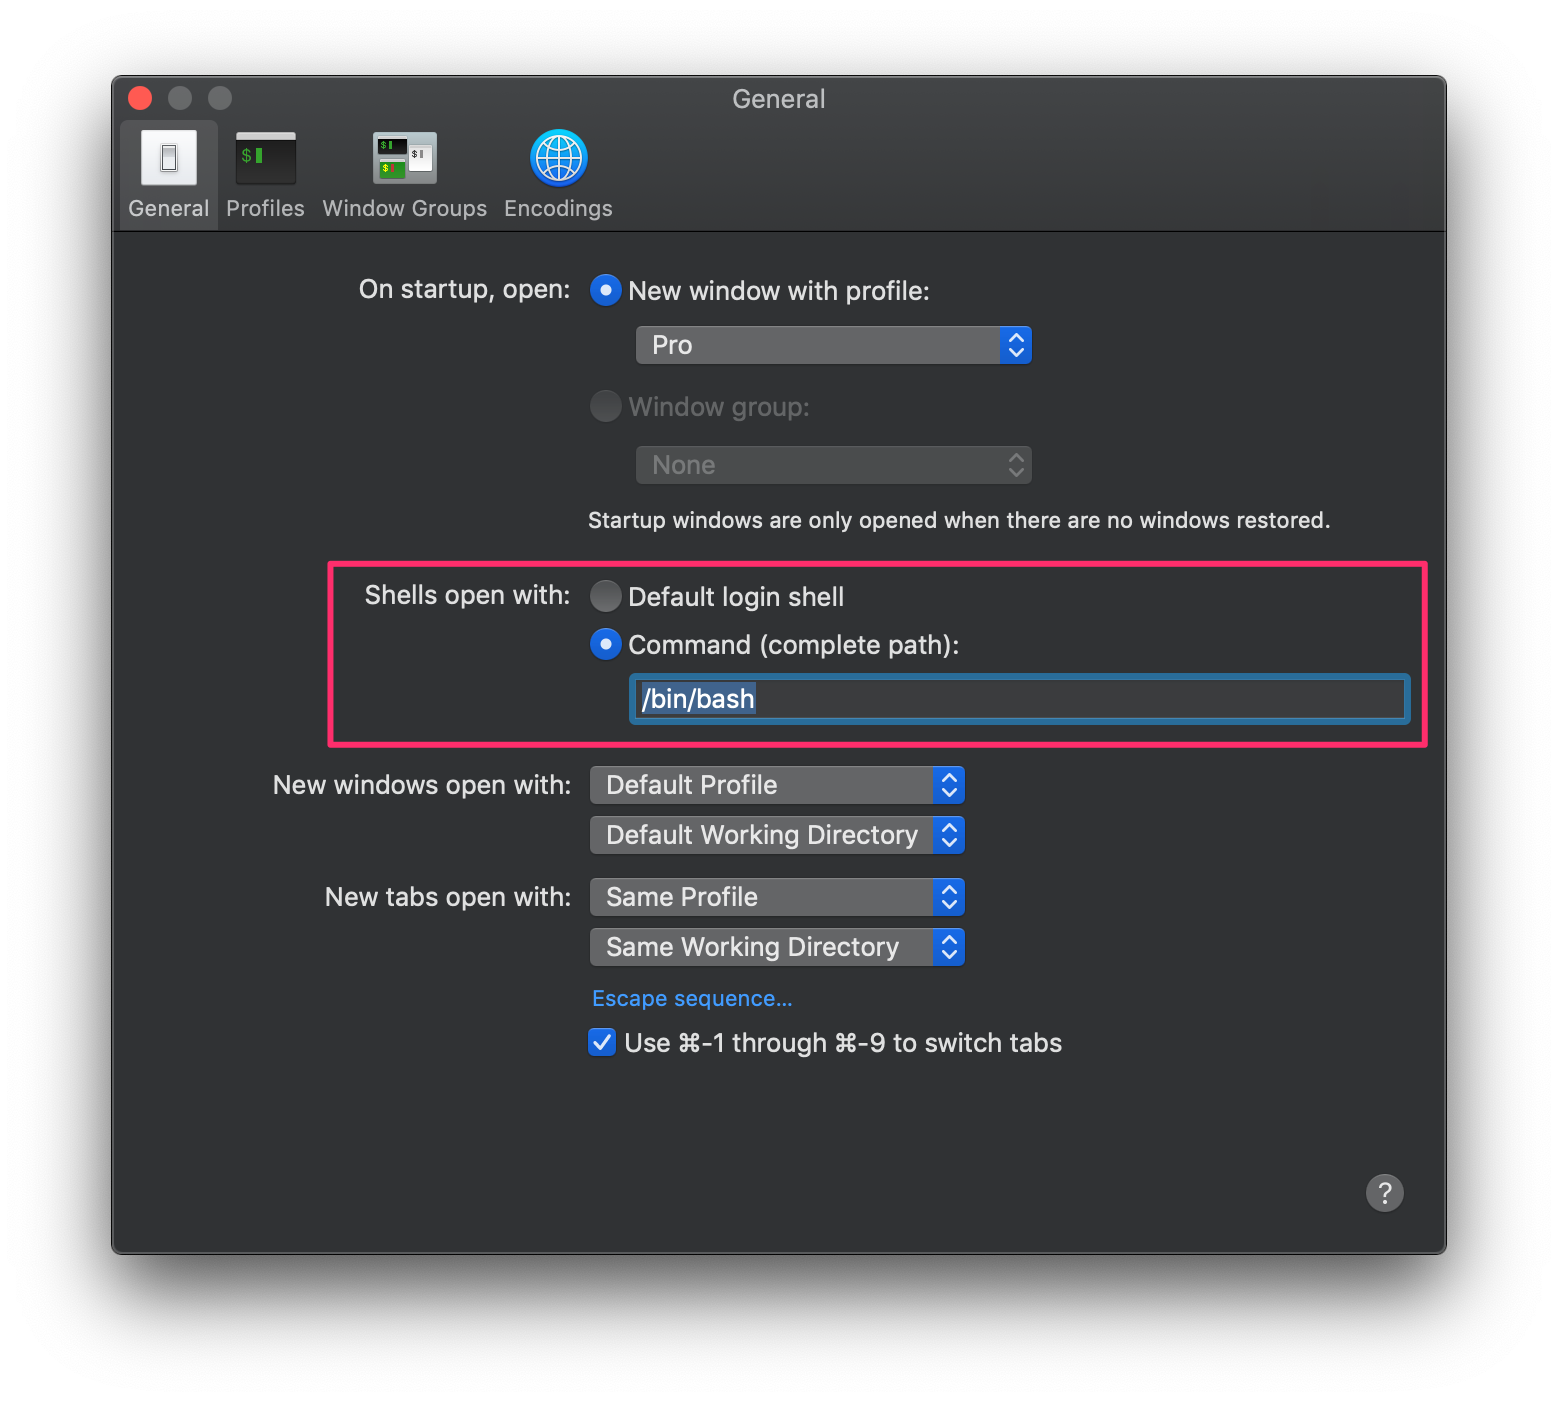 General
General Profiles Window Groups Encodings
On startup, open: New window with profile:
Pro
Window group:
None
Startup windows are only opened when there are no windows restored.
Shells open with: Default login shell
Command (complete path):
/bin/bash
New windows open with: Default Profile
Default Working Directory
New tabs open with: Same Profile
Same Working Directory
Escape sequence...
Use ⌘-1 through ⌘-9 to switch tabs
?